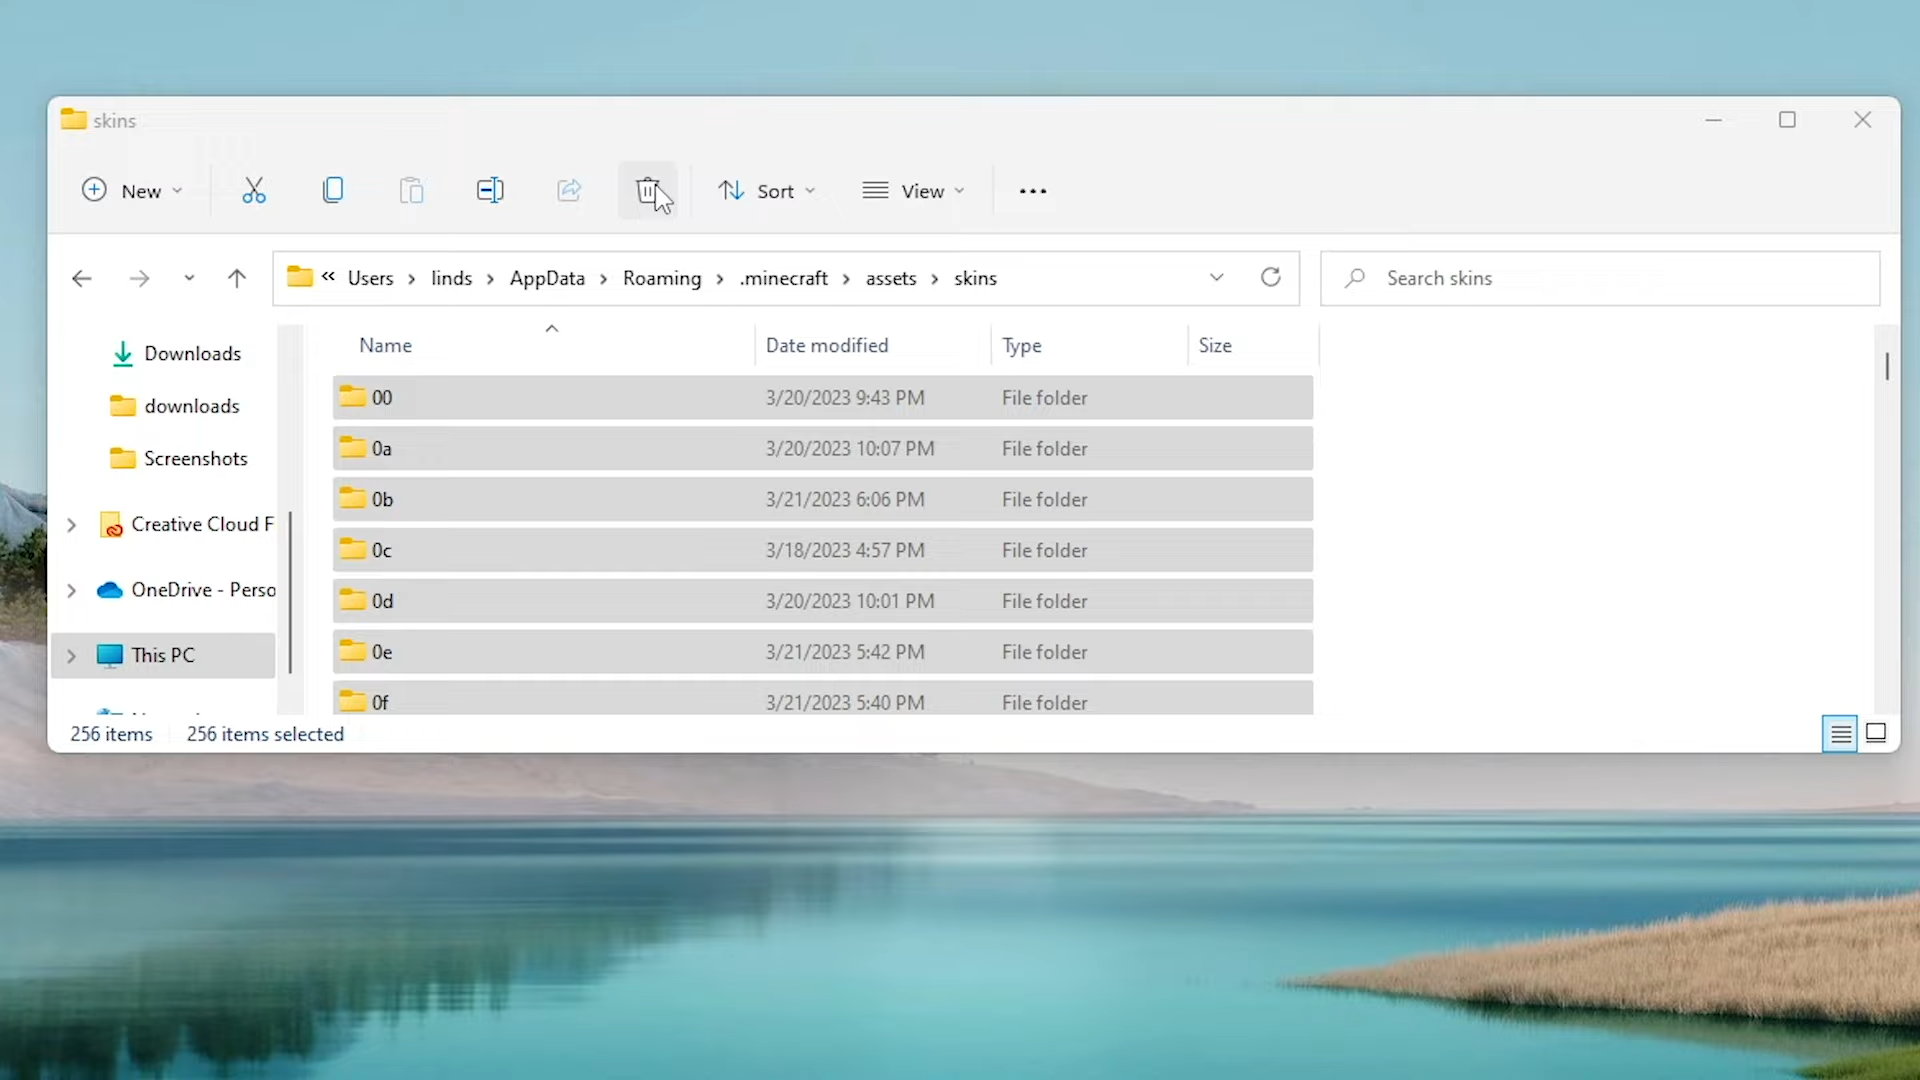 skins
New
Sort
View
« Users > linds > AppData > Roaming > .minecraft > assets > skins
Search skins
Downloads
downloads
Screenshots
Creative Cloud F
OneDrive - Perso
This PC
Name Date modified Type Size
00 3/20/2023 9:43 PM File folder
0a 3/20/2023 10:07 PM File folder
0b 3/21/2023 6:06 PM File folder
0c 3/18/2023 4:57 PM File folder
0d 3/20/2023 10:01 PM File folder
0e 3/21/2023 5:42 PM File folder
0f 3/21/2023 5:40 PM File folder
256 items 256 items selected